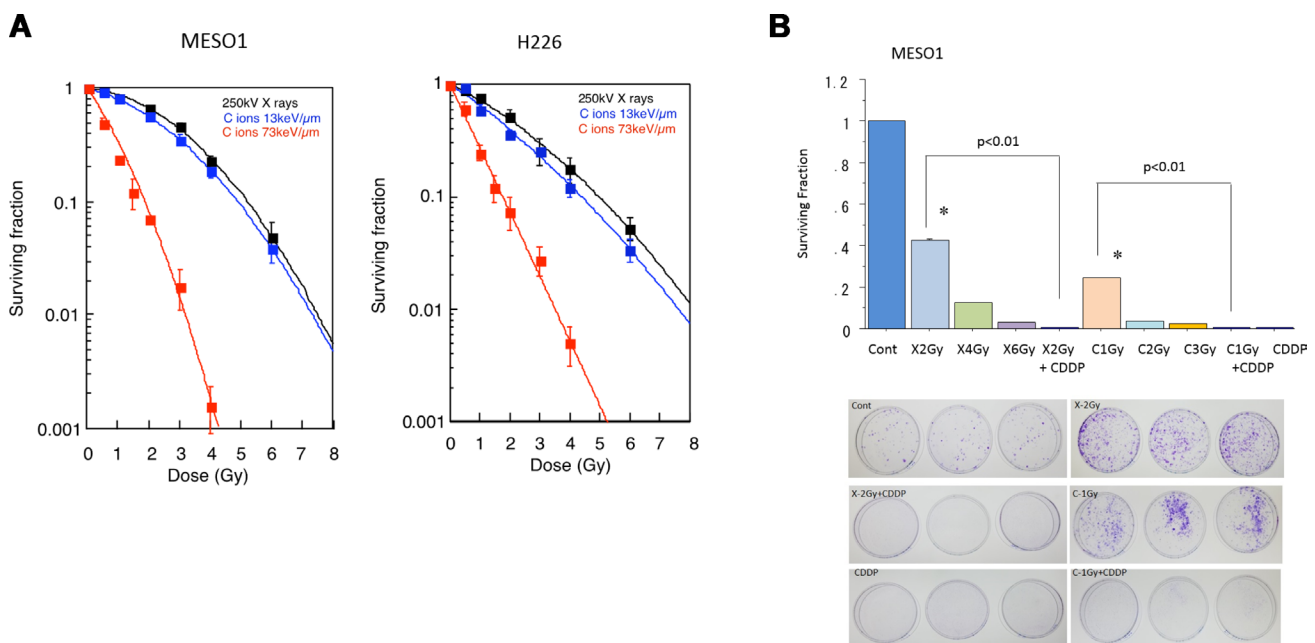 A
MESO1
1
0.1
0.01
0.001
Surviving fraction
250kV X rays
C ions 13keV/µm
C ions 73keV/µm
0 1 2 3 4 5 6 7 8
Dose (Gy)
H226
1
0.1
0.01
0.001
Surviving fraction
250kV X rays
C ions 13keV/µm
C ions 73keV/µm
0 1 2 3 4 5 6 7 8
Dose (Gy)
B
MESO1
1.2
1
.8
.6
.4
.2
0
Surviving Fraction
p<0.01
p<0.01
*
*
Cont X2Gy X4Gy X6Gy X2Gy C1Gy C2Gy C3Gy C1Gy CDDP
+ CDDP +CDDP
Cont X-2Gy
X-2Gy+CDDP C-1Gy
CDDP C-1Gy+CDDP